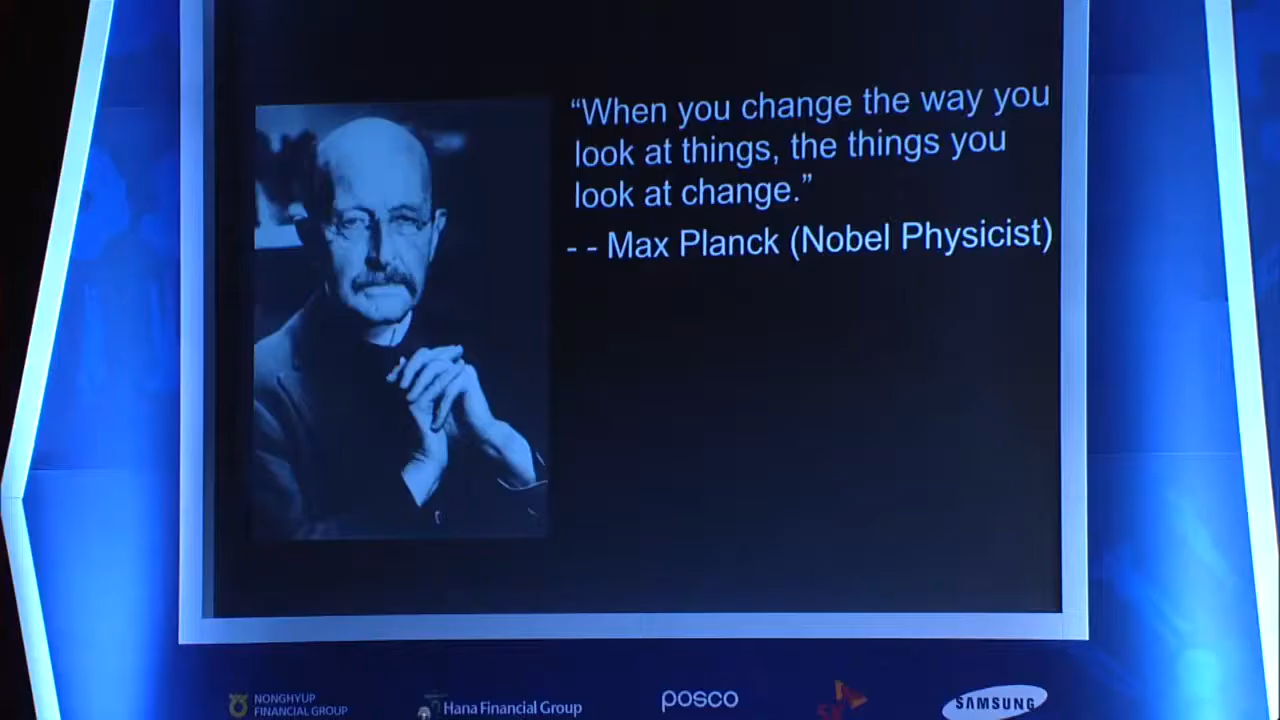 “When you change the way you
look at things, the things you
look at change.”
- - Max Planck (Nobel Physicist)
NONGHYUP
FINANCIAL GROUP
Hana Financial Group
posco
SK
SAMSUNG